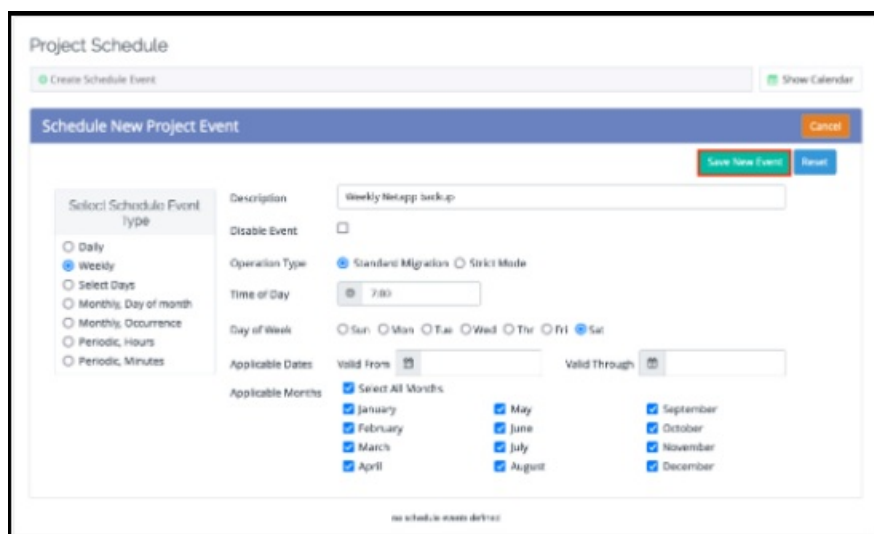 Project Schedule
Create Schedule Event
Show Calendar
Schedule New Project Event
Cancel
Save New Event
Reset
Select Schedule Event
Type
Daily
Weekly
Select Days
Monthly, Day of month
Monthly, Occurrence
Periodic, Hours
Periodic, Minutes
Description
Weekly Netapp backup
Disable Event
Operation Type
Standard Migration
Strict Mode
Time of Day
7:00
Day of Week
Sun Mon Tue Wed Thr Fri Sat
Applicable Dates
Valid From
Valid Through
Applicable Months
Select All Months
January May September
February June October
March July November
April August December
no schedule events defined